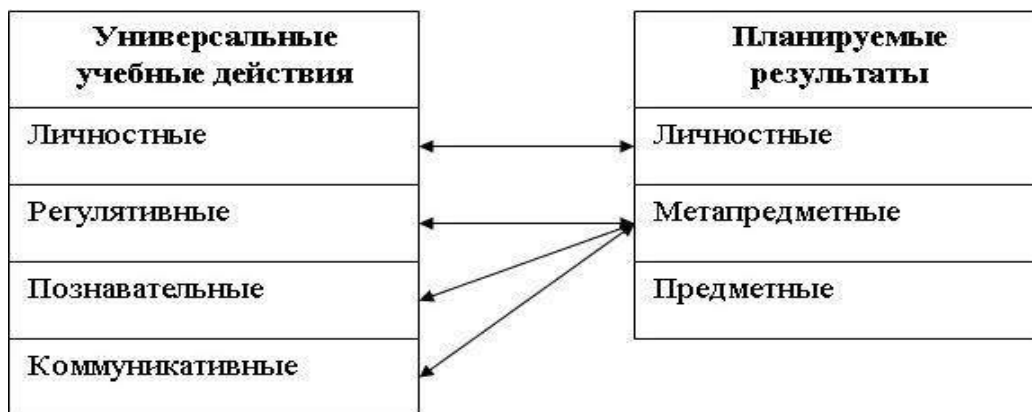 Универсальные
учебные действия
Личностные
Регулятивные
Познавательные
Коммуникативные
Планируемые
результаты
Личностные
Метапредметные
Предметные